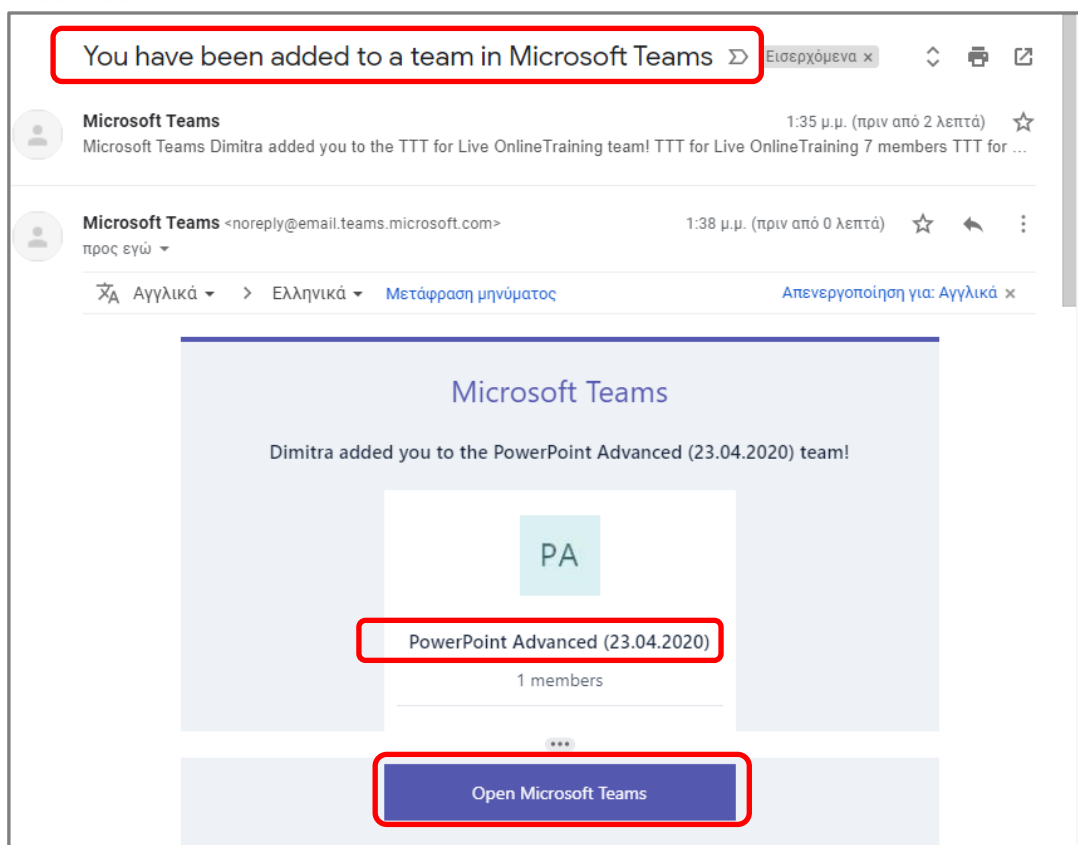 You have been added to a team in Microsoft Teams Εισερχόμενα x
Microsoft Teams 1:35 μ.μ. (πριν από 2 λεπτά)
Microsoft Teams Dimitra added you to the TTT for Live OnlineTraining team! TTT for Live OnlineTraining 7 members TTT for ...
Microsoft Teams <noreply@email.teams.microsoft.com> 1:38 μ.μ. (πριν από 0 λεπτά)
προς εγώ
Αγγλικά > Ελληνικά Μετάφραση μηνύματος Απενεργοποίηση για: Αγγλικά x
Microsoft Teams
Dimitra added you to the PowerPoint Advanced (23.04.2020) team!
PA
PowerPoint Advanced (23.04.2020)
1 members
•••
Open Microsoft Teams